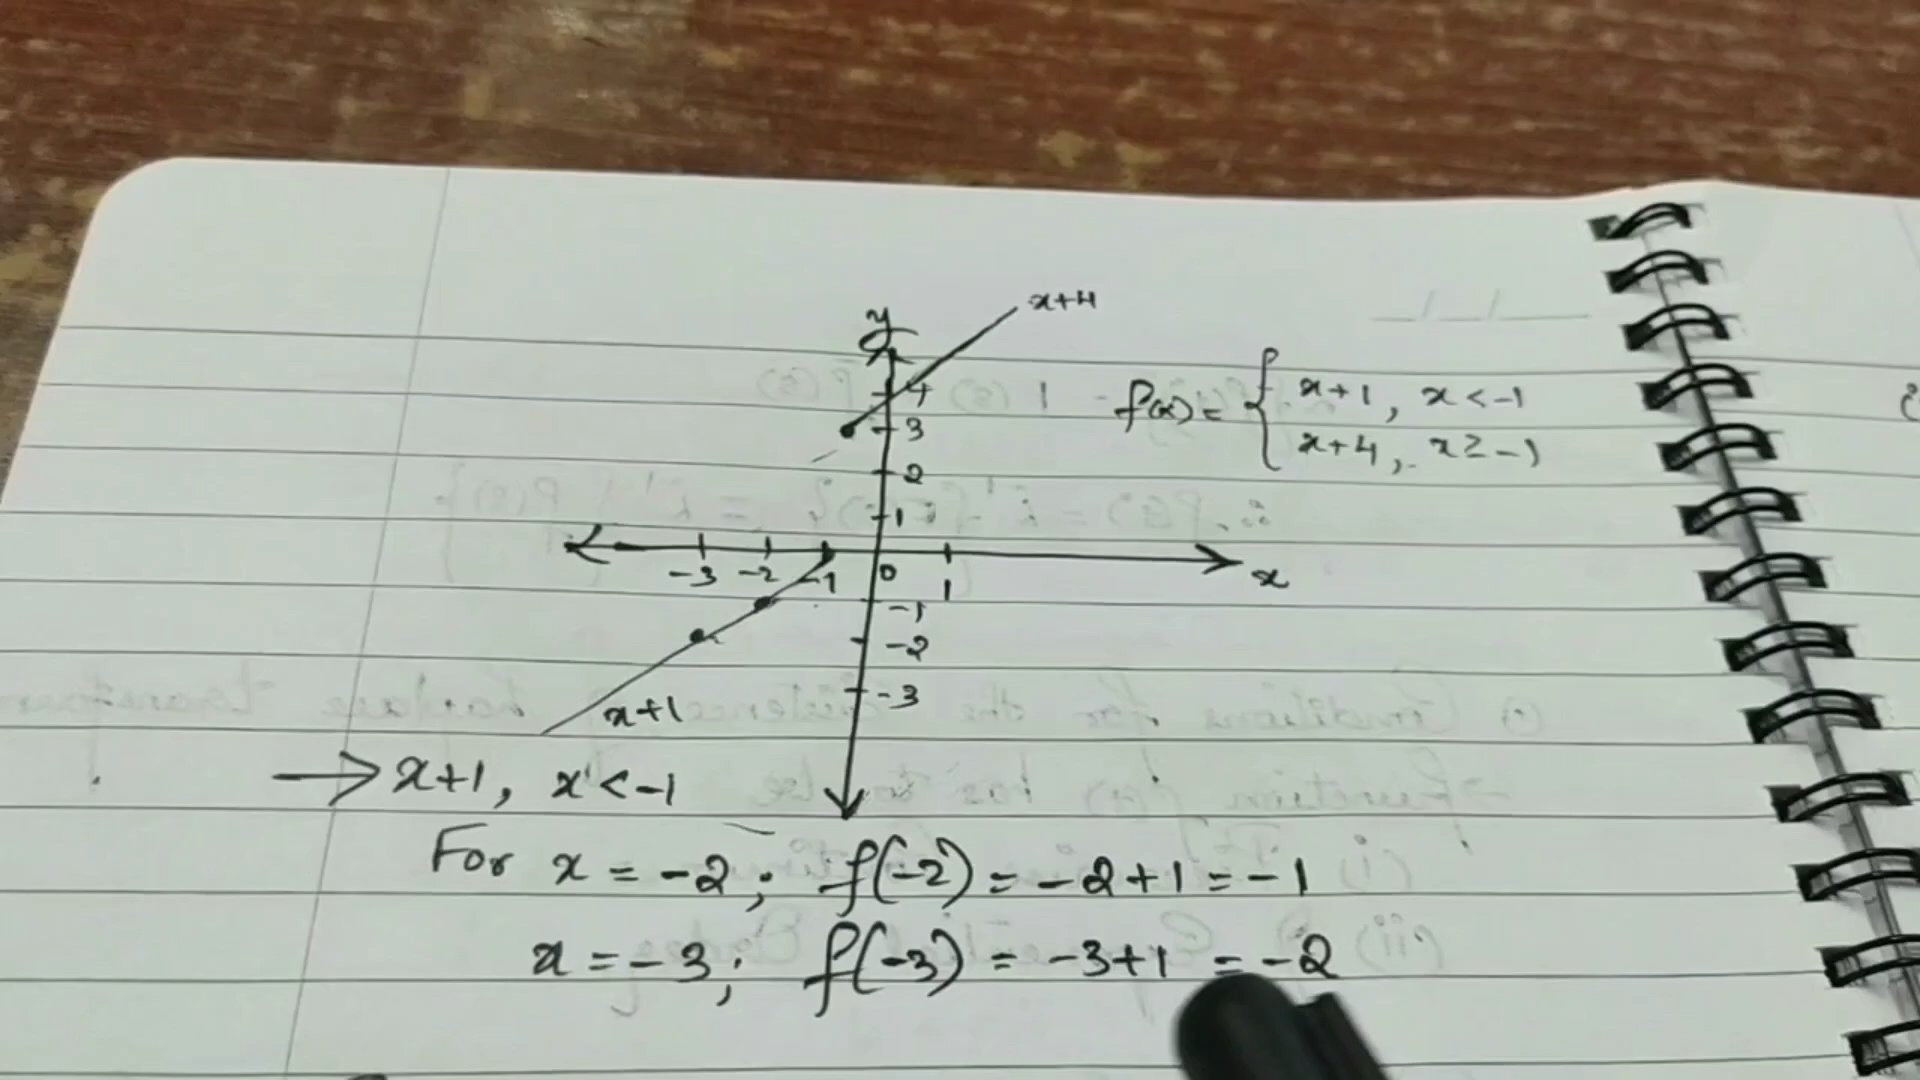 x+4
y
4
f(x) = { x+1, x < -1
x+4, x ≥ -1
3
2
1
-3 -2 -1 0 1 x
-1
-2
-3
x+1
→ x+1, x < -1
For x = -2; f(-2) = -2+1 = -1
x = -3; f(-3) = -3+1 = -2